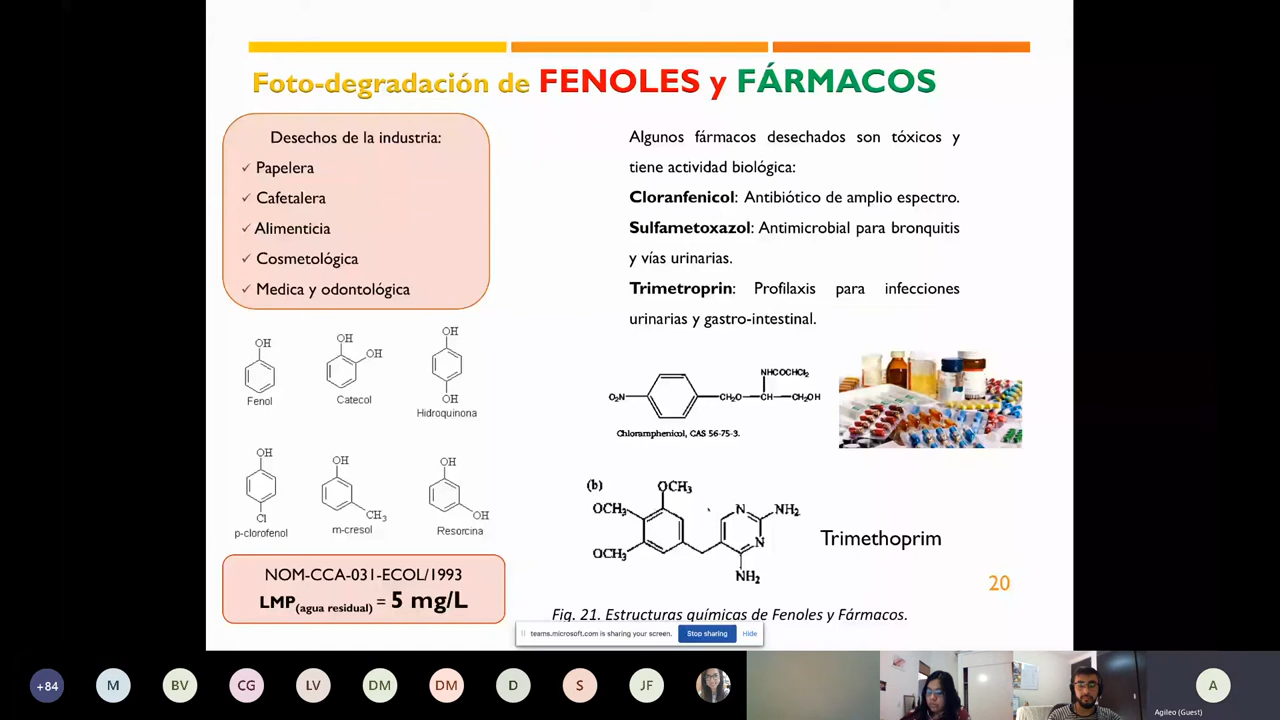 Foto-degradación de FENOLES y FÁRMACOS
Desechos de la industria:
✓ Papelera
✓ Cafetalera
✓ Alimenticia
✓ Cosmetológica
✓ Medica y odontológica
OH
Fenol
OH
OH
Catecol
OH
OH
Hidroquinona
OH
Cl
p-clorofenol
OH
CH3
m-cresol
OH
OH
Resorcina
NOM-CCA-031-ECOL/1993
LMP(agua residual) = 5 mg/L
Algunos fármacos desechados son tóxicos y
tiene actividad biológica:
Cloranfenicol: Antibiótico de amplio espectro.
Sulfametoxazol: Antimicrobial para bronquitis
y vías urinarias.
Trimetroprin: Profilaxis para infecciones
urinarias y gastro-intestinal.
NHCOCHCl2
O2N
CHO
CH
CH2OH
Chloramphenicol, CAS 56-75-3.
(b)
OCH3
OCH3
OCH3
N
NH2
N
NH2
Trimethoprim
20
Fig. 21. Estructuras químicas de Fenoles y Fármacos.
teams.microsoft.com is sharing your screen.
Stop sharing
Hide
+84
M
BV
CG
LV
DM
DM
D
S
JF
A
Agileo (Guest)